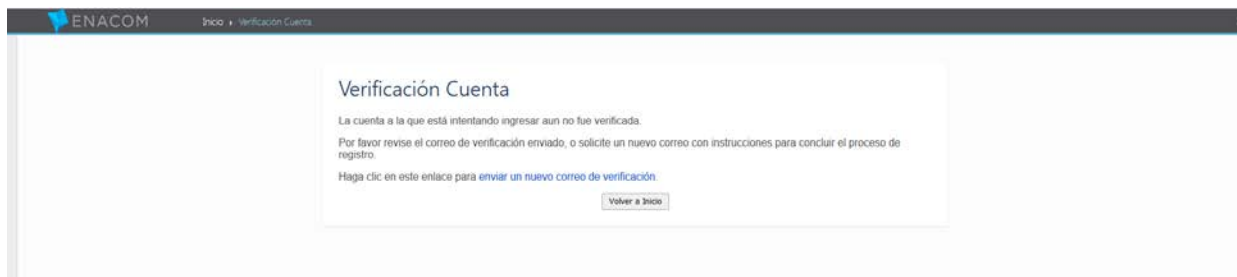 ENACOM Inicio › Verificación Cuenta
Verificación Cuenta
La cuenta a la que está intentando ingresar aun no fue verificada.
Por favor revise el correo de verificación enviado, o solicite un nuevo correo con instrucciones para concluir el proceso de
registro.
Haga clic en este enlace para enviar un nuevo correo de verificación.
Volver a Inicio